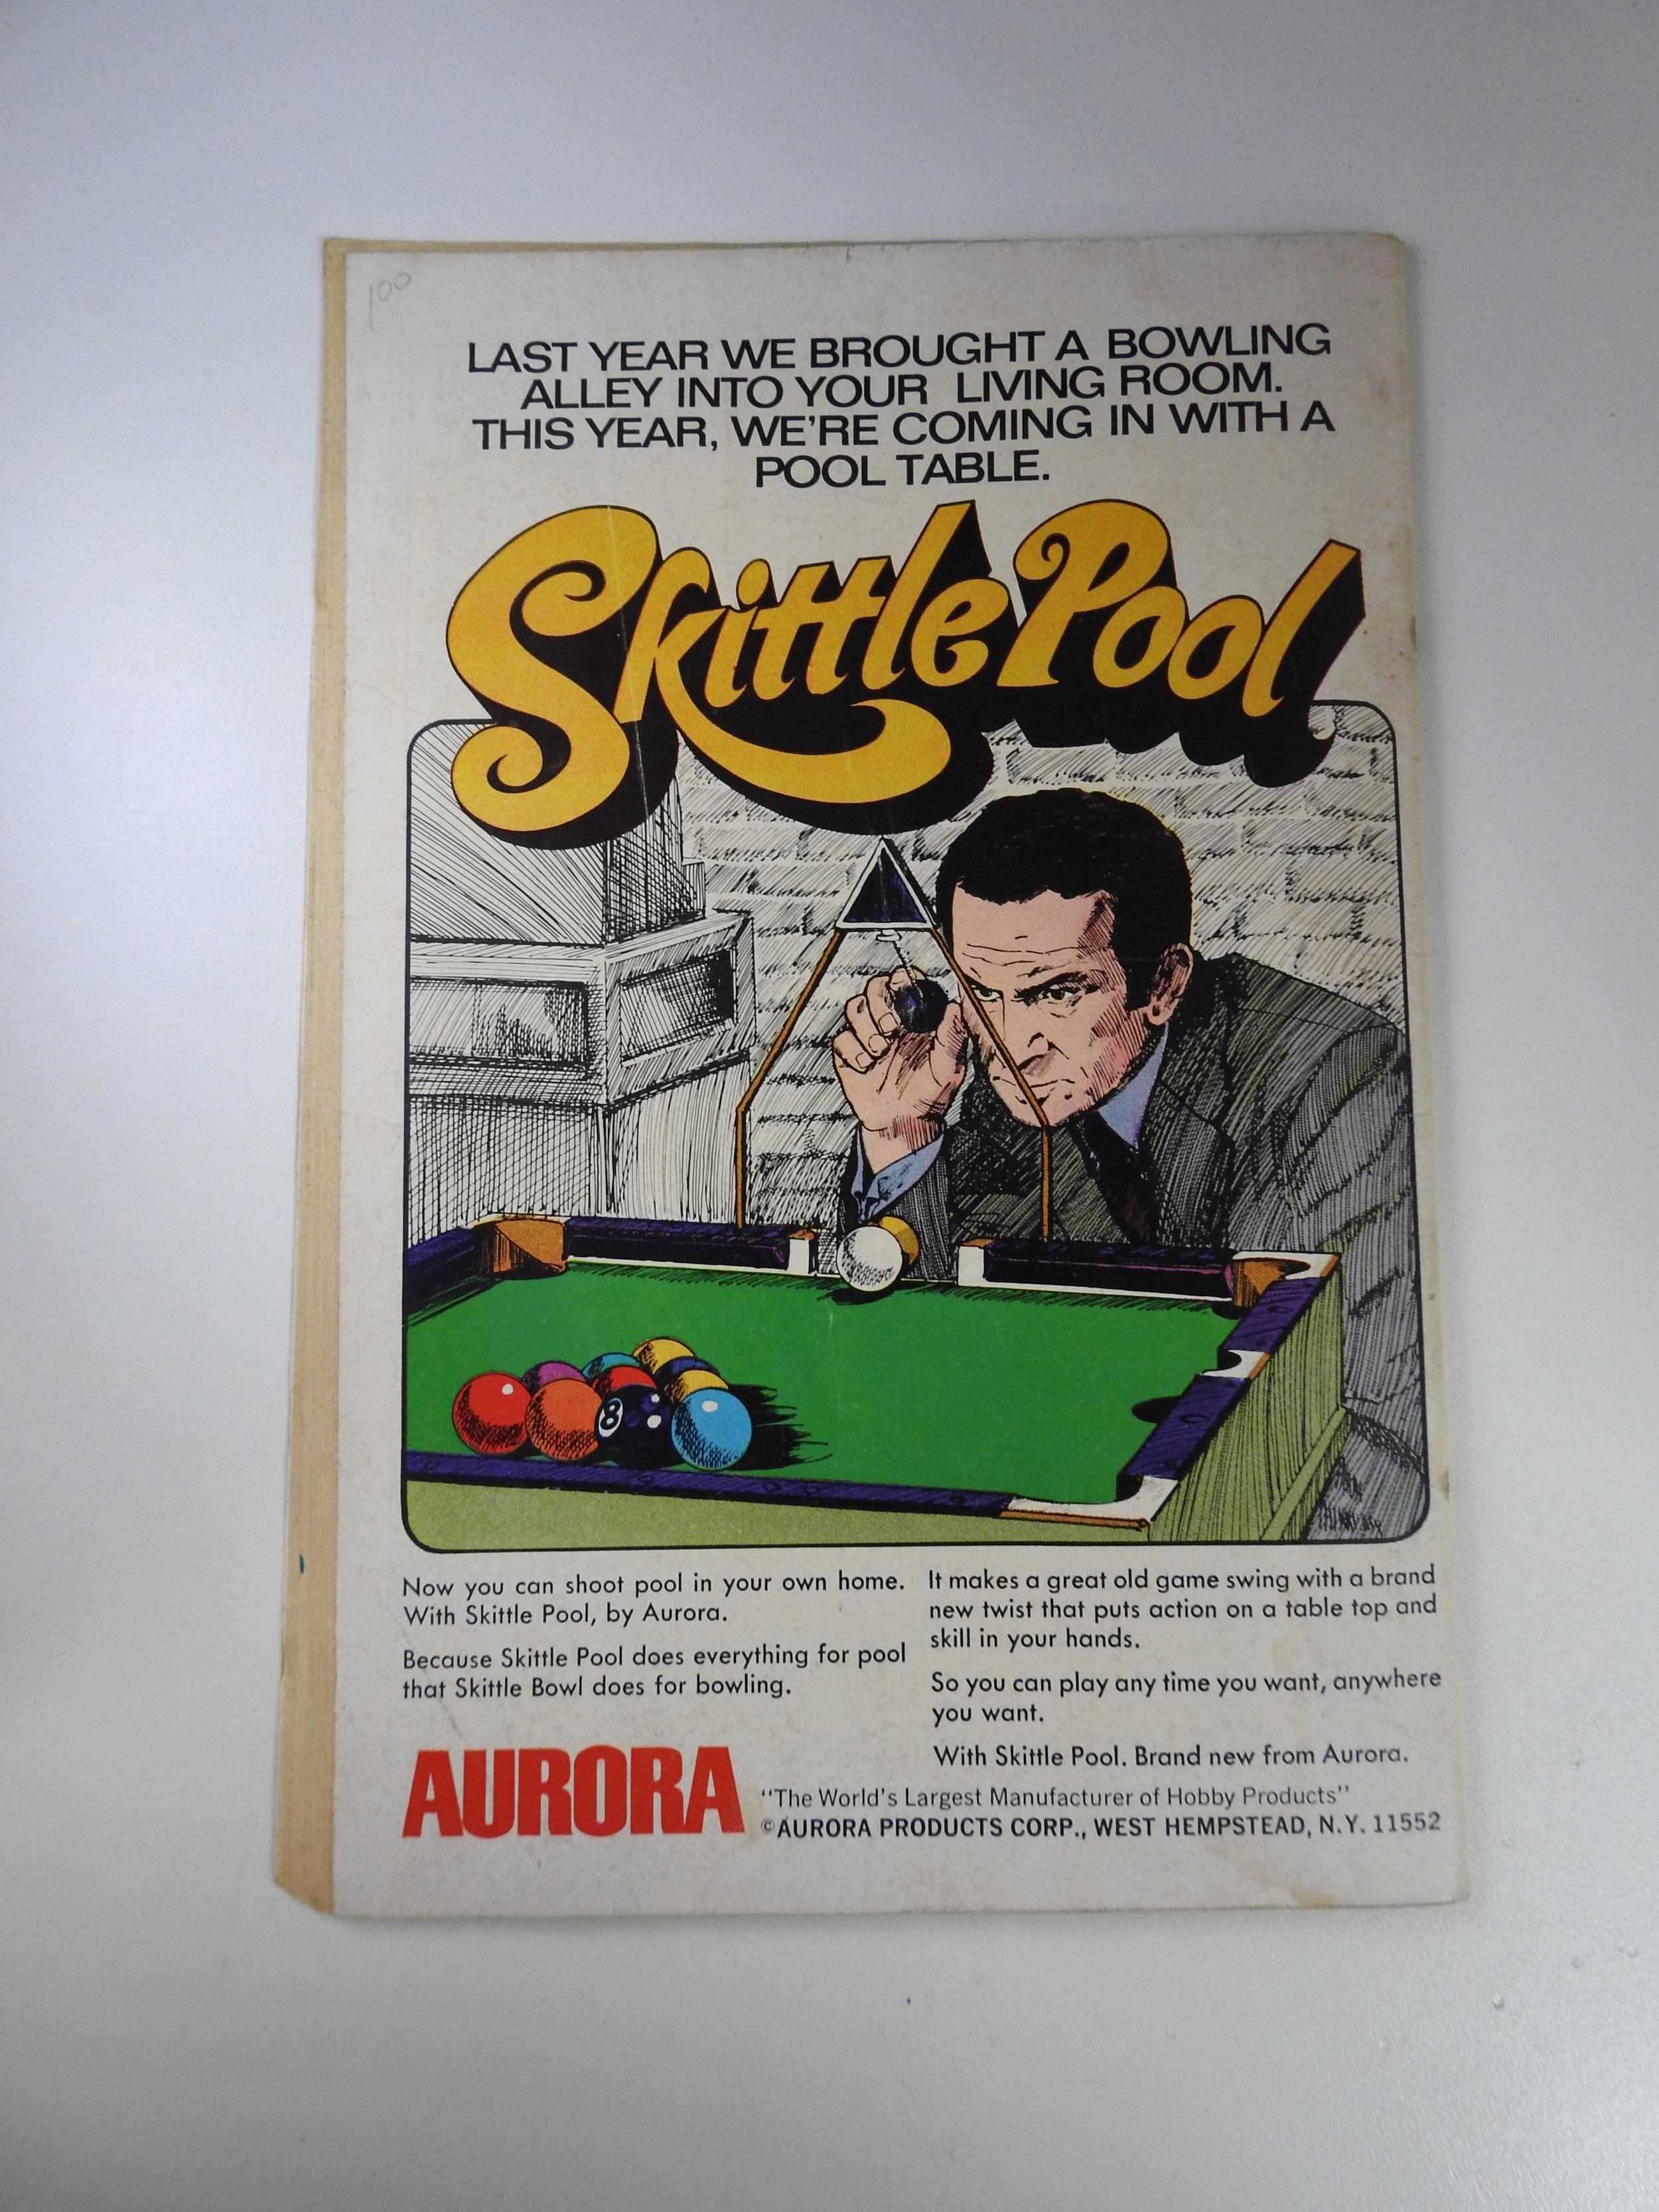 100
LAST YEAR WE BROUGHT A BOWLING
ALLEY INTO YOUR LIVING ROOM.
THIS YEAR, WE'RE COMING IN WITH A
POOL TABLE.
Skittle Pool
8
Now you can shoot pool in your own home.
With Skittle Pool, by Aurora.
Because Skittle Pool does everything for pool
that Skittle Bowl does for bowling.
It makes a great old game swing with a brand
new twist that puts action on a table top and
skill in your hands.
So you can play any time you want, anywhere
you want.
With Skittle Pool. Brand new from Aurora.
AURORA
"The World's Largest Manufacturer of Hobby Products"
©AURORA PRODUCTS CORP., WEST HEMPSTEAD, N.Y. 11552